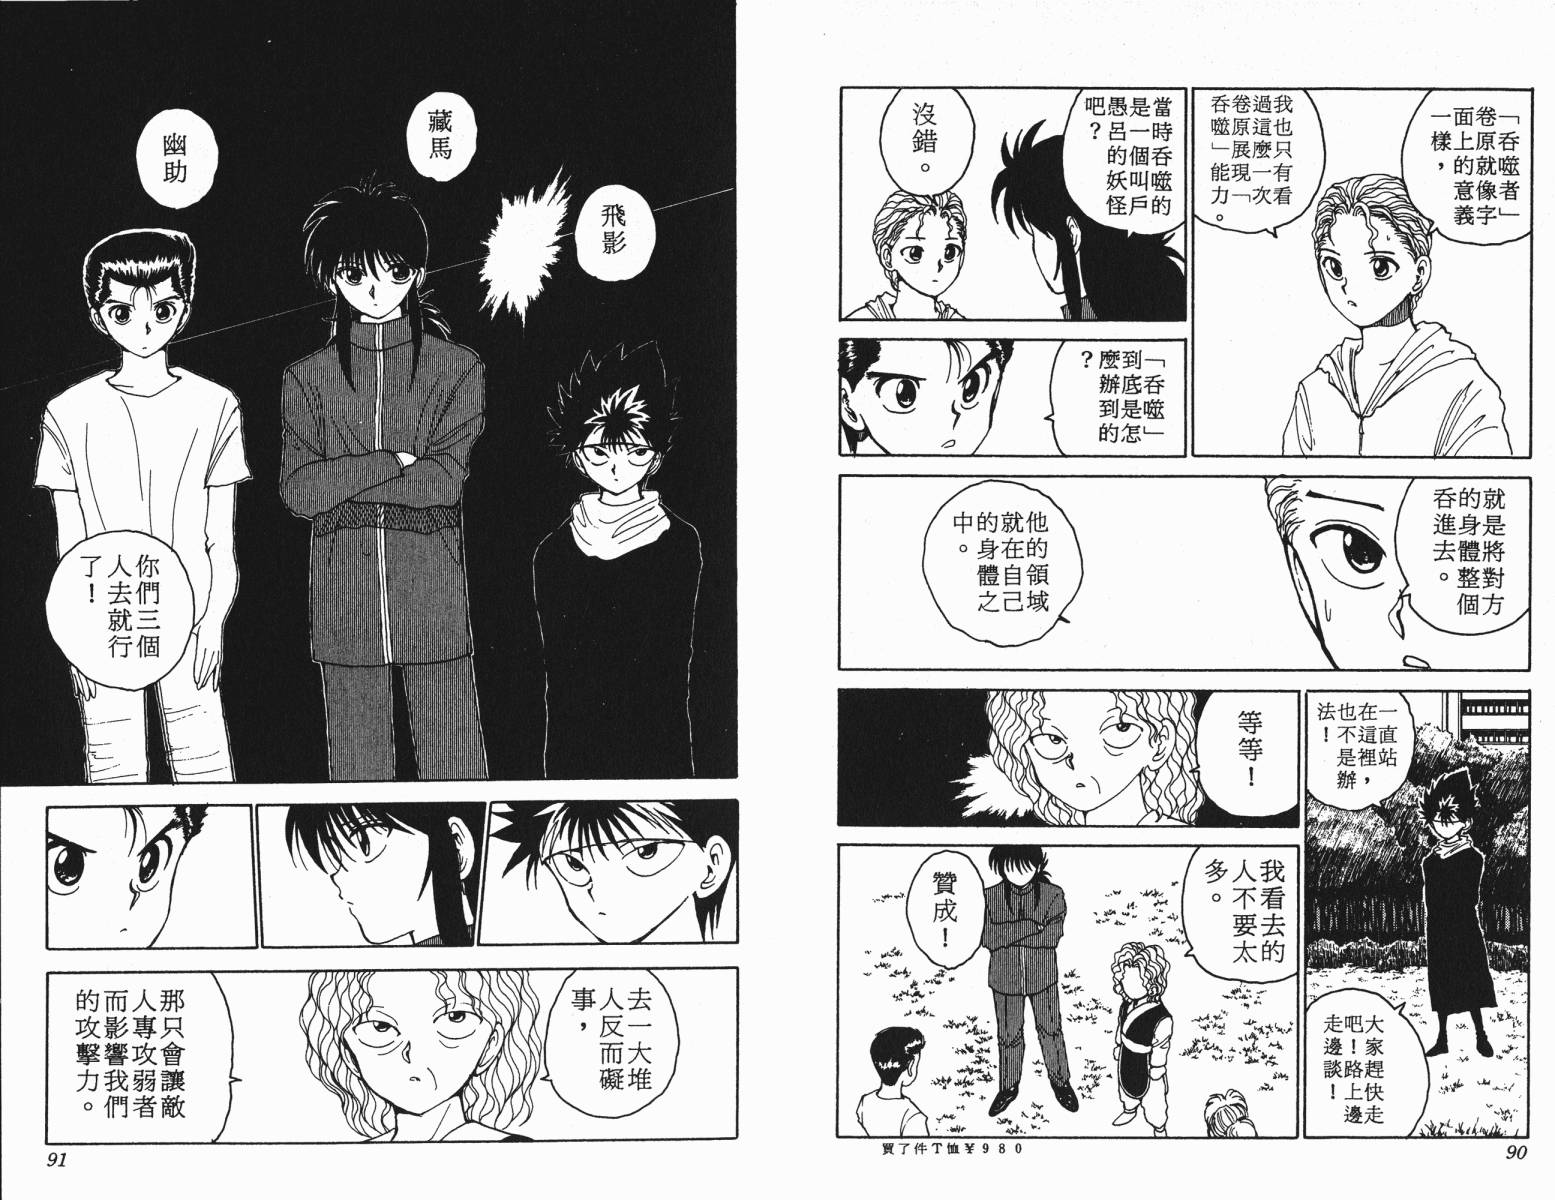 「吞噬者」
卷原就像字
面上的意義
一樣，
我也只有看
過這麼一次
卷原展現「
吞噬」能力。
當時吞噬的
是一個叫戶
愚呂的妖怪
吧？
沒錯。
「吞噬」
到底是怎
麼辦到的
？
就是將對方
的身體整個
吞進去。
他的領域
就在自己
的身體之
中。
一直站
在這裡，
也不是辦
法！
大家趕快走
吧！路上邊
走邊談！
等等！
我看去的
人不要太
多。
贊成！
買了件T恤￥980
90
飛影
藏馬
幽助
你們三個
人去就行
了！
去一大堆
人反而礙
事，
那只會讓敵
人專攻弱者
而影響我們
的攻擊力。
91